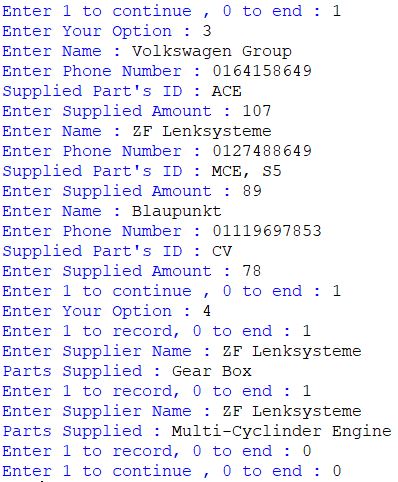 Enter 1 to continue , 0 to end : 1
Enter Your Option : 3
Enter Name : Volkswagen Group
Enter Phone Number : 0164158649
Supplied Part's ID : ACE
Enter Supplied Amount : 107
Enter Name : ZF Lenksysteme
Enter Phone Number : 0127488649
Supplied Part's ID : MCE, S5
Enter Supplied Amount : 89
Enter Name : Blaupunkt
Enter Phone Number : 01119697853
Supplied Part's ID : CV
Enter Supplied Amount : 78
Enter 1 to continue , 0 to end : 1
Enter Your Option : 4
Enter 1 to record, 0 to end : 1
Enter Supplier Name : ZF Lenksysteme
Parts Supplied : Gear Box
Enter 1 to record, 0 to end : 1
Enter Supplier Name : ZF Lenksysteme
Parts Supplied : Multi-Cyclinder Engine
Enter 1 to record, 0 to end : 0
Enter 1 to continue , 0 to end : 0